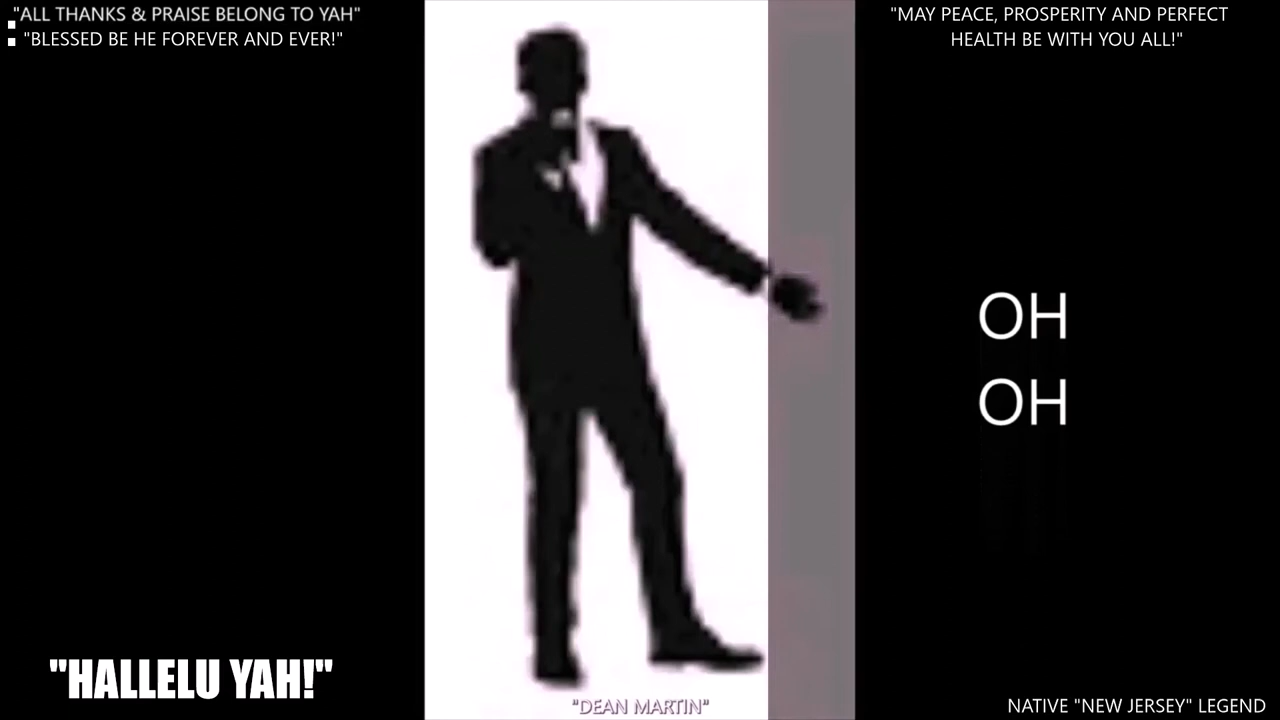 "ALL THANKS & PRAISE BELONG TO YAH"
"BLESSED BE HE FOREVER AND EVER!"
"MAY PEACE, PROSPERITY AND PERFECT
HEALTH BE WITH YOU ALL!"
OH
OH
"HALLELU YAH!"
"DEAN MARTIN"
NATIVE "NEW JERSEY" LEGEND